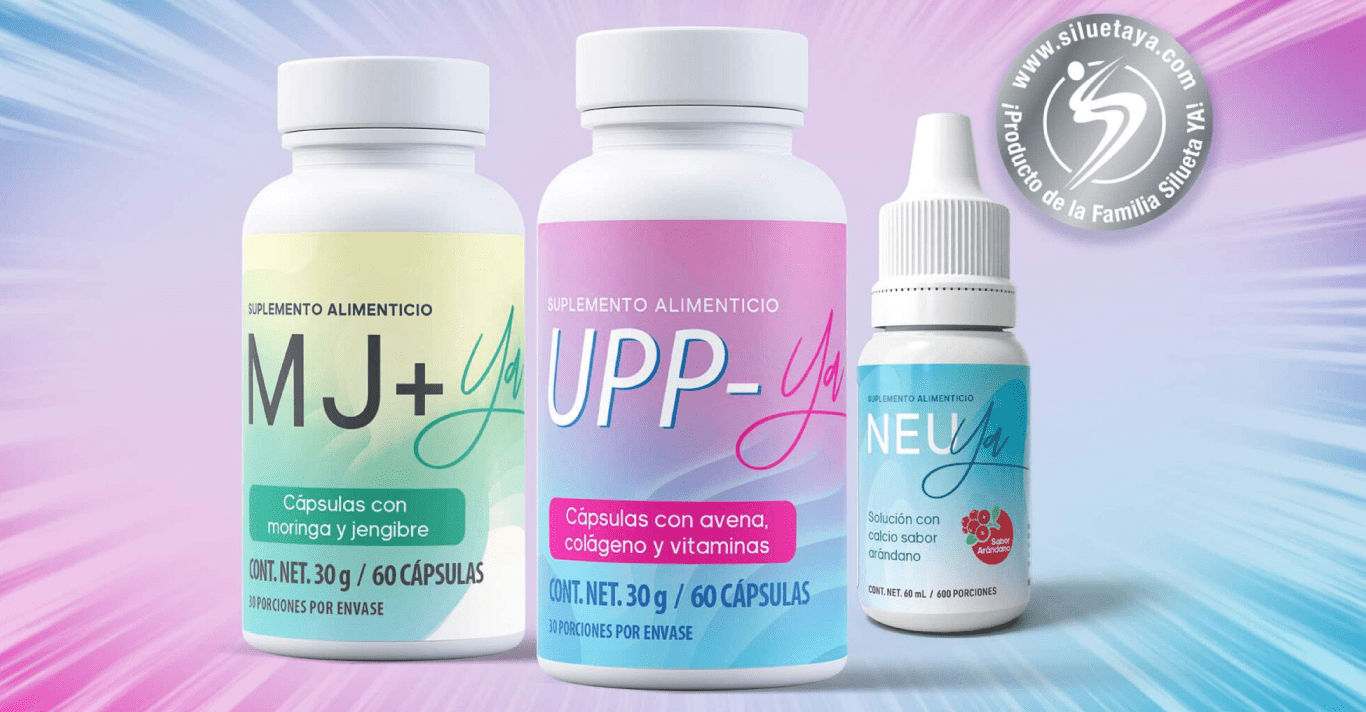 SUPLEMENTO ALIMENTICIO
MJ+ Ya
Cápsulas con
moringa y jengibre
CONT. NET. 30 g / 60 CÁPSULAS
30 PORCIONES POR ENVASE
SUPLEMENTO ALIMENTICIO
UPP-Ya
Cápsulas con avena,
colágeno y vitaminas
CONT. NET. 30 g / 60 CÁPSULAS
30 PORCIONES POR ENVASE
SUPLEMENTO ALIMENTICIO
NEUYa
Solución con
calcio sabor
arándano
Sabor
Arándano
CONT. NET. 60 mL / 600 PORCIONES
www.siluetaya.com
¡Producto de la Familia Silueta YA!